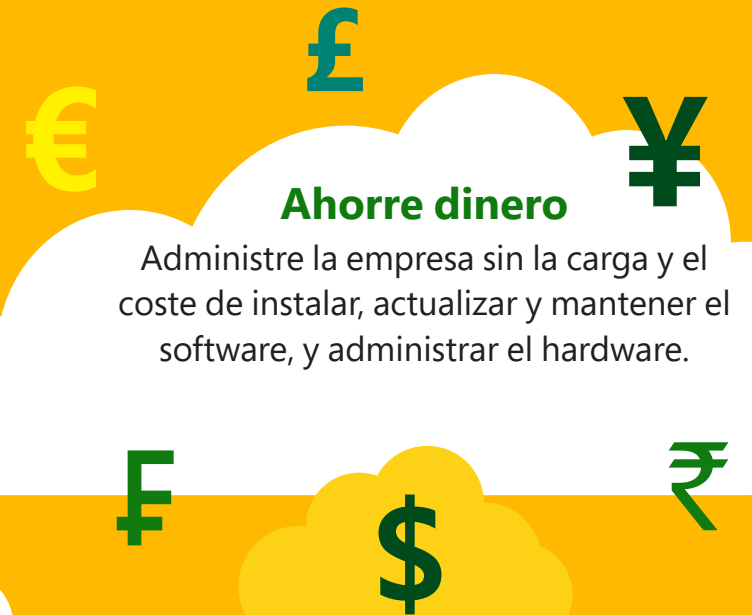 £
€
¥
Ahorre dinero
Administre la empresa sin la carga y el
coste de instalar, actualizar y mantener el
software, y administrar el hardware.
₣
₹
$